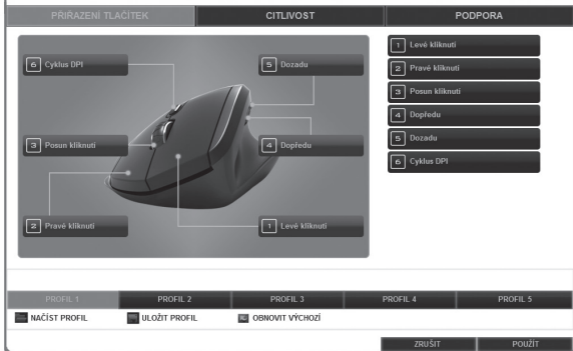 PŘIŘAZENÍ TLAČÍTEK
CITLIVOST
PODPORA
6 Cyklus DPI
5 Dozadu
3 Posun kliknutí
4 Dopředu
2 Pravé kliknutí
1 Levé kliknutí
1 Levé kliknutí
2 Pravé kliknutí
3 Posun kliknutí
4 Dopředu
5 Dozadu
6 Cyklus DPI
PROFIL 1
PROFIL 2
PROFIL 3
PROFIL 4
PROFIL 5
NAČÍST PROFIL
ULOŽIT PROFIL
OBNOVIT VÝCHOZÍ
ZRUŠIT
POUŽÍT